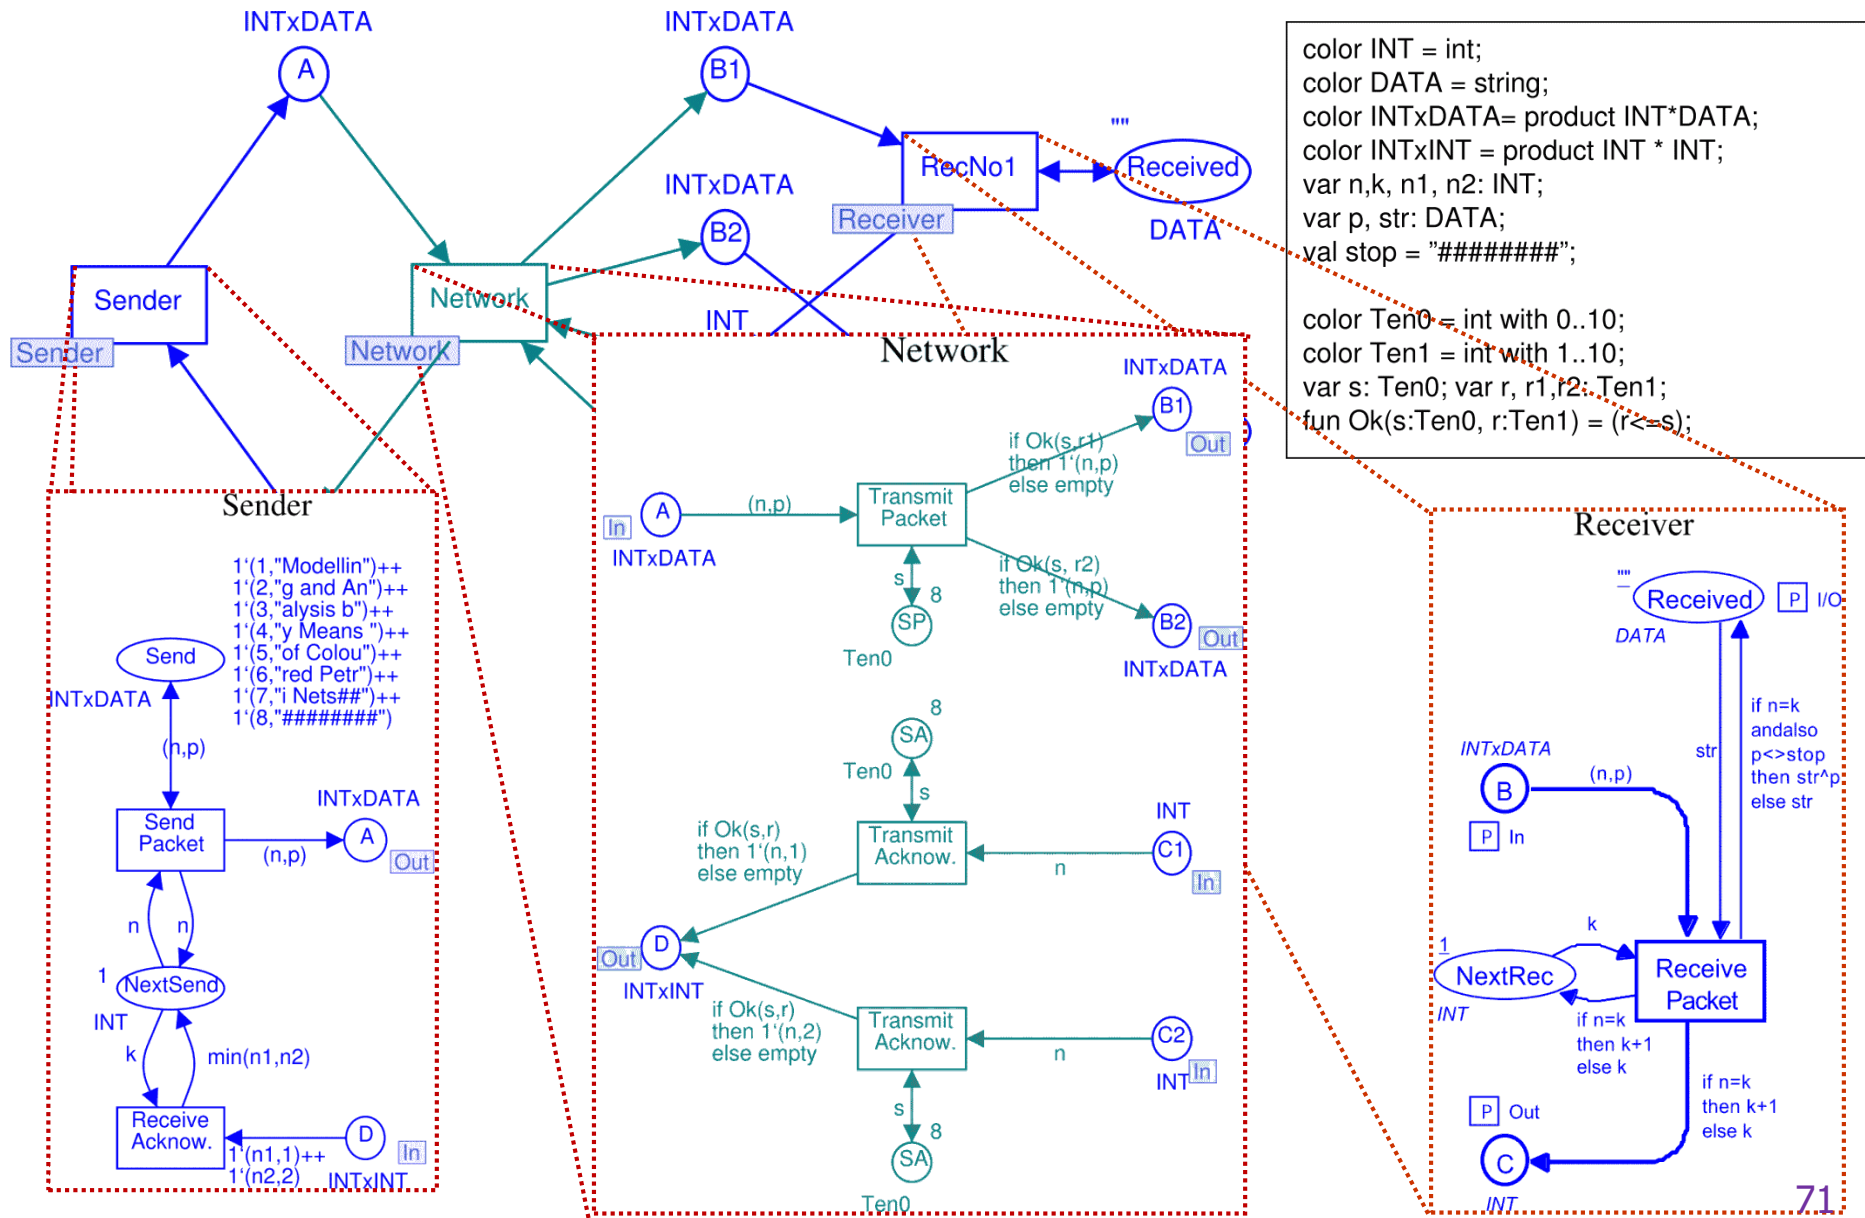 INTxDATA
A
INTxDATA
B1
INTxDATA
B2
Sender
Sender
Network
Network
INT
RecNo1
Receiver
""
Received
DATA
color INT = int;
color DATA = string;
color INTxDATA= product INT*DATA;
color INTxINT = product INT * INT;
var n,k, n1, n2: INT;
var p, str: DATA;
val stop = ”########”;
color Ten0 = int with 0..10;
color Ten1 = int with 1..10;
var s: Ten0; var r, r1,r2: Ten1;
fun Ok(s:Ten0, r:Ten1) = (r<=s);
Sender
1‘(1,"Modellin")++
1‘(2,"g and An")++
1‘(3,"alysis b")++
1‘(4,"y Means ")++
1‘(5,"of Colou")++
1‘(6,"red Petr")++
1‘(7,"i Nets##")++
1‘(8,"########")
Send
INTxDATA
(n,p)
Send
Packet
(n,p)
INTxDATA
A
Out
n
n
1
NextSend
INT
k
min(n1,n2)
Receive
Acknow.
1‘(n1,1)++
1‘(n2,2)
D
In
INTxINT
Network
INTxDATA
B1
Out
if Ok(s,r1)
then 1‘(n,p)
else empty
In
A
INTxDATA
(n,p)
Transmit
Packet
if Ok(s, r2)
then 1‘(n,p)
else empty
s
8
SP
Ten0
B2
Out
INTxDATA
8
SA
Ten0
s
if Ok(s,r)
then 1‘(n,1)
else empty
Transmit
Acknow.
n
INT
C1
In
Out
D
INTxINT
if Ok(s,r)
then 1‘(n,2)
else empty
Transmit
Acknow.
n
C2
INT
In
s
8
SA
Ten0
Receiver
""
Received
P I/O
DATA
str
if n=k
andalso
p<>stop
then str^p
else str
INTxDATA
B
P In
(n,p)
1
NextRec
INT
k
if n=k
then k+1
else k
Receive
Packet
if n=k
then k+1
else k
P Out
C
INT
71